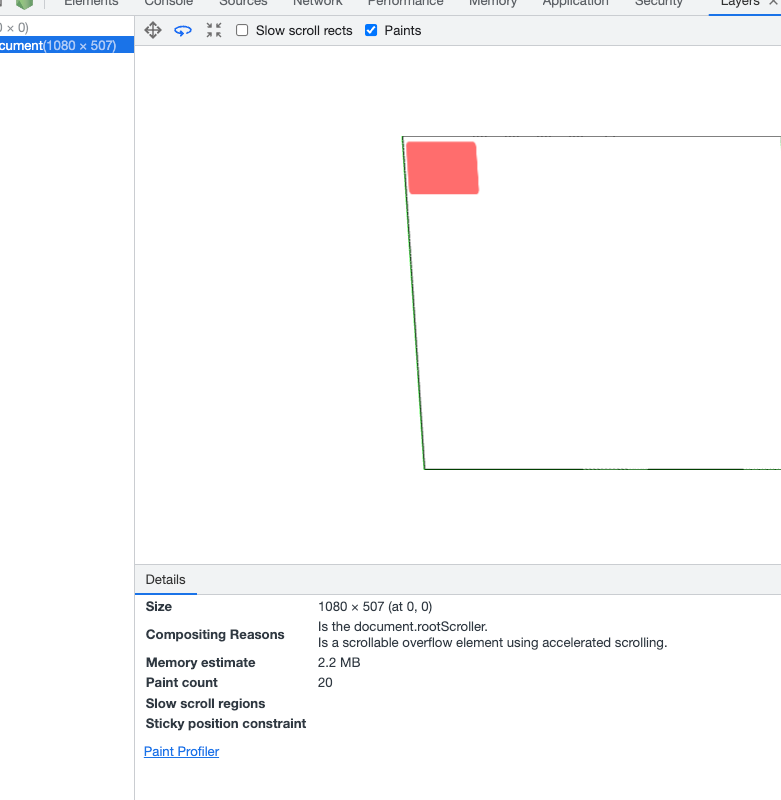 Elements Console Sources Network Performance Memory Application Security Layers
× 0)
cument(1080 × 507)
Slow scroll rects Paints
Details
Size 1080 × 507 (at 0, 0)
Compositing Reasons Is the document.rootScroller.
Is a scrollable overflow element using accelerated scrolling.
Memory estimate 2.2 MB
Paint count 20
Slow scroll regions
Sticky position constraint
Paint Profiler